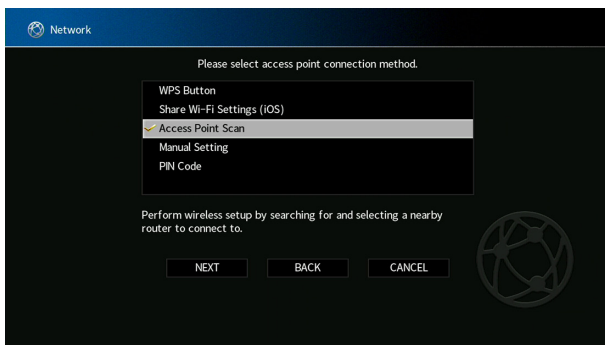 Network
Please select access point connection method.
WPS Button
Share Wi-Fi Settings (iOS)
Access Point Scan
Manual Setting
PIN Code
Perform wireless setup by searching for and selecting a nearby
router to connect to.
NEXT BACK CANCEL